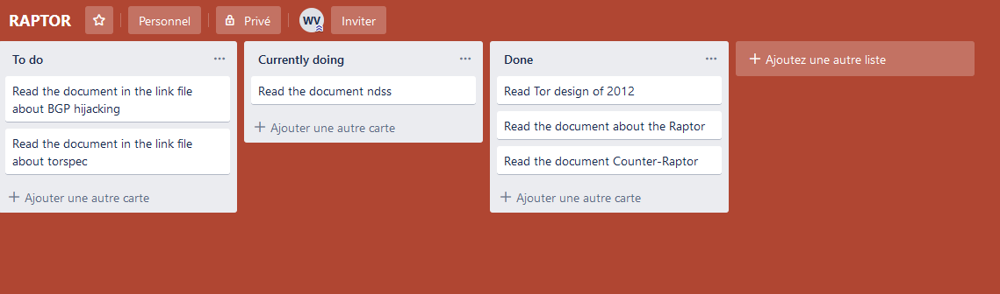 RAPTOR
Personnel
Privé
WV
Inviter
To do
Read the document in the link file
about BGP hijacking
Read the document in the link file
about torspec
Ajouter une autre carte
Currently doing
Read the document ndss
Ajouter une autre carte
Done
Read Tor design of 2012
Read the document about the Raptor
Read the document Counter-Raptor
Ajouter une autre carte
Ajoutez une autre liste